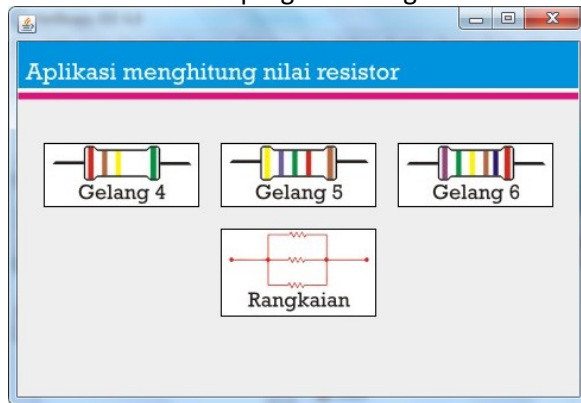 Aplikasi menghitung nilai resistor
Gelang 4
Gelang 5
Gelang 6
Rangkaian